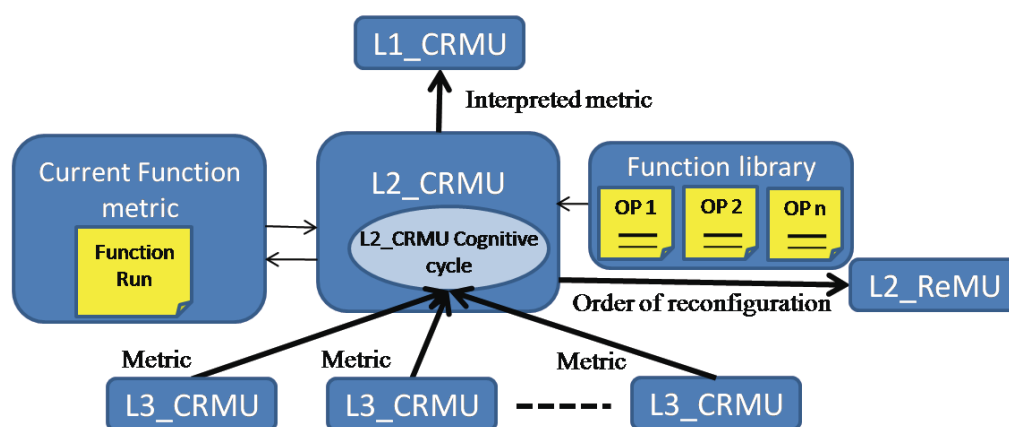 L1_CRMU
Interpreted metric
Current Function
metric
Function
Run
L2_CRMU
L2_CRMU Cognitive
cycle
Function library
OP 1
OP 2
OP n
Order of reconfiguration
L2_ReMU
Metric
Metric
Metric
L3_CRMU
L3_CRMU
L3_CRMU